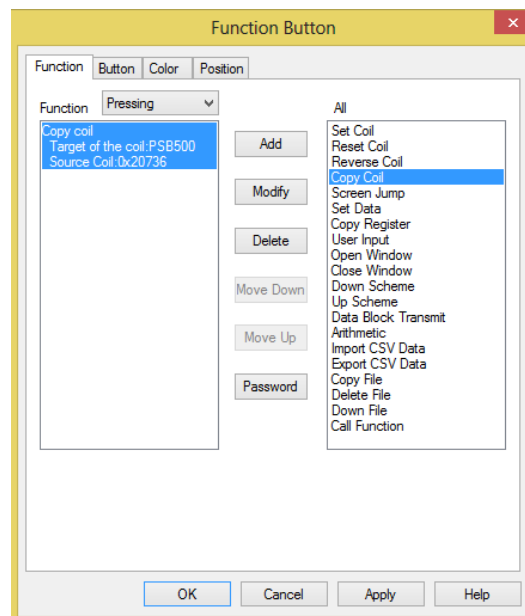 Function Button
Function Button Color Position
Function Pressing
All
Copy coil
Target of the coil:PSB500
Source Coil:0x20736
Add
Modify
Delete
Move Down
Move Up
Password
Set Coil
Reset Coil
Reverse Coil
Copy Coil
Screen Jump
Set Data
Copy Register
User Input
Open Window
Close Window
Down Scheme
Up Scheme
Data Block Transmit
Arithmetic
Import CSV Data
Export CSV Data
Copy File
Delete File
Down File
Call Function
OK Cancel Apply Help